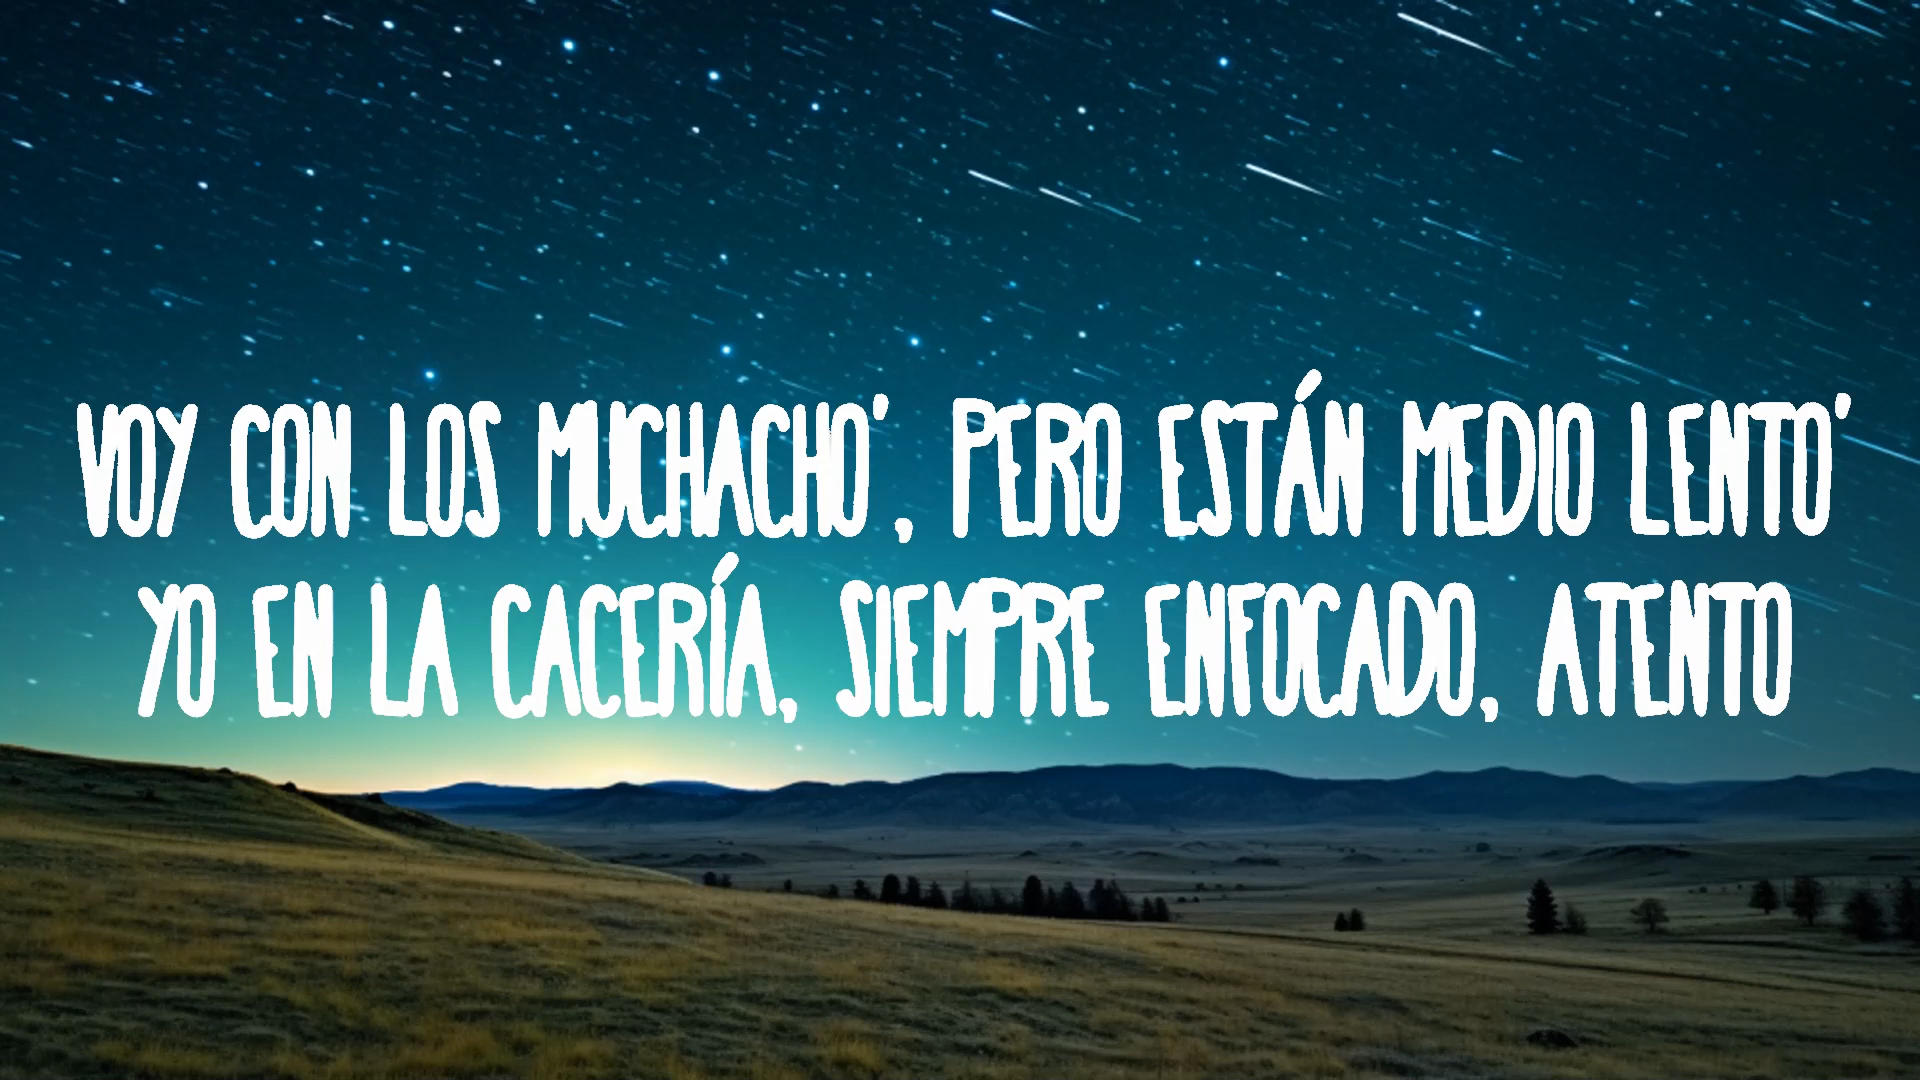 VOY CON LOS MUCHACHO', PERO ESTÁN MEDIO LENTO'
YO EN LA CACERÍA, SIEMPRE ENFOCADO, ATENTO